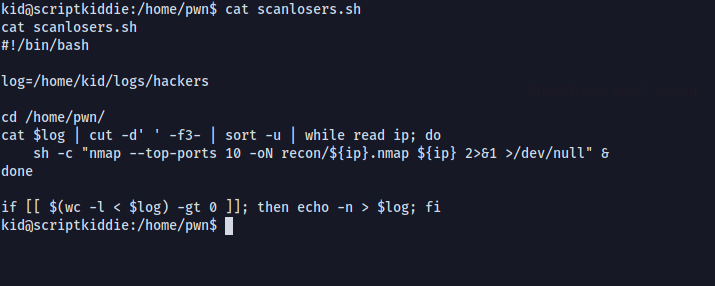 kid@scriptkiddie:/home/pwn$ cat scanlosers.sh
cat scanlosers.sh
#!/bin/bash

log=/home/kid/logs/hackers

cd /home/pwn/
cat $log | cut -d' ' -f3- | sort -u | while read ip; do
    sh -c "nmap --top-ports 10 -oN recon/${ip}.nmap ${ip} 2>&1 >/dev/null" &
done

if [[ $(wc -l < $log) -gt 0 ]]; then echo -n > $log; fi
kid@scriptkiddie:/home/pwn$